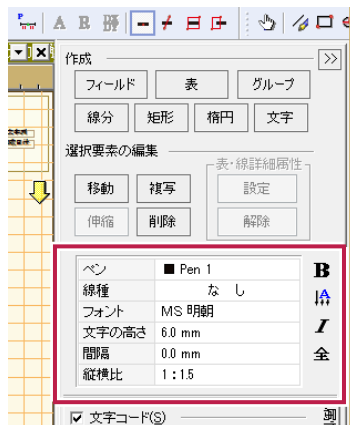 作成
>>
フィールド 表 グループ
線分 矩形 楕円 文字
選択要素の編集
表・線詳細属性
移動 複写 設定
伸縮 削除 解除
ペン ■ Pen 1 B
線種 なし A
フォント MS 明朝 I
文字の高さ 6.0 mm 全
間隔 0.0 mm
縦横比 1 : 1.5
文字コード(S)